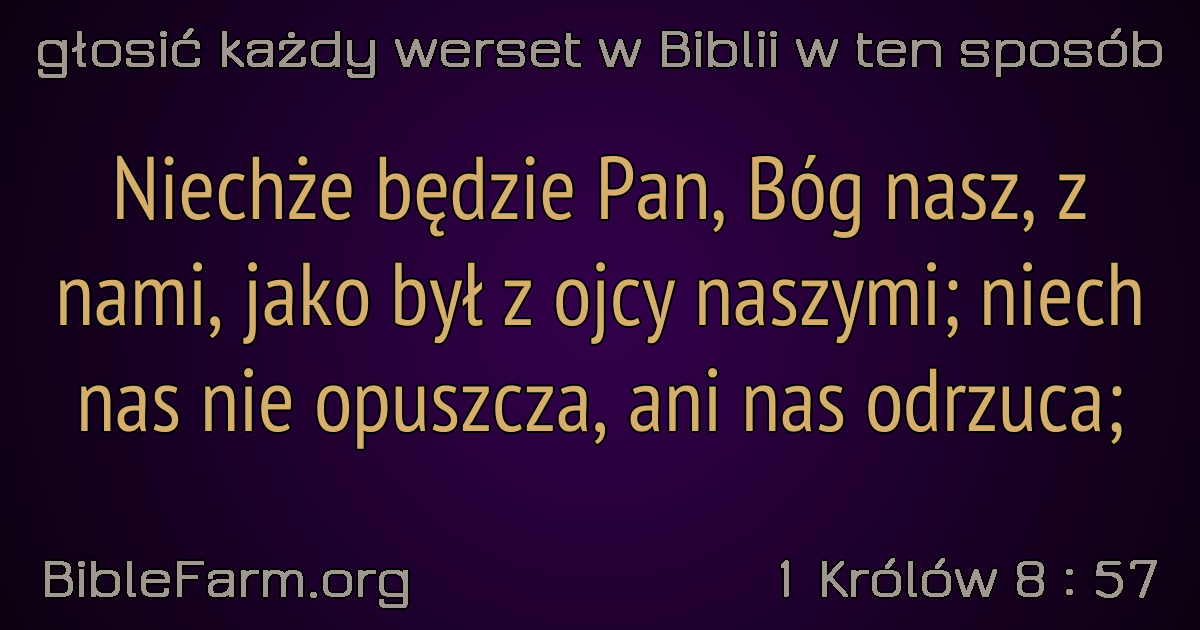 głosić każdy werset w Biblii w ten sposób
Niechże będzie Pan, Bóg nasz, z
nami, jako był z ojcy naszymi; niech
nas nie opuszcza, ani nas odrzuca;
BibleFarm.org
1 Królów 8 : 57